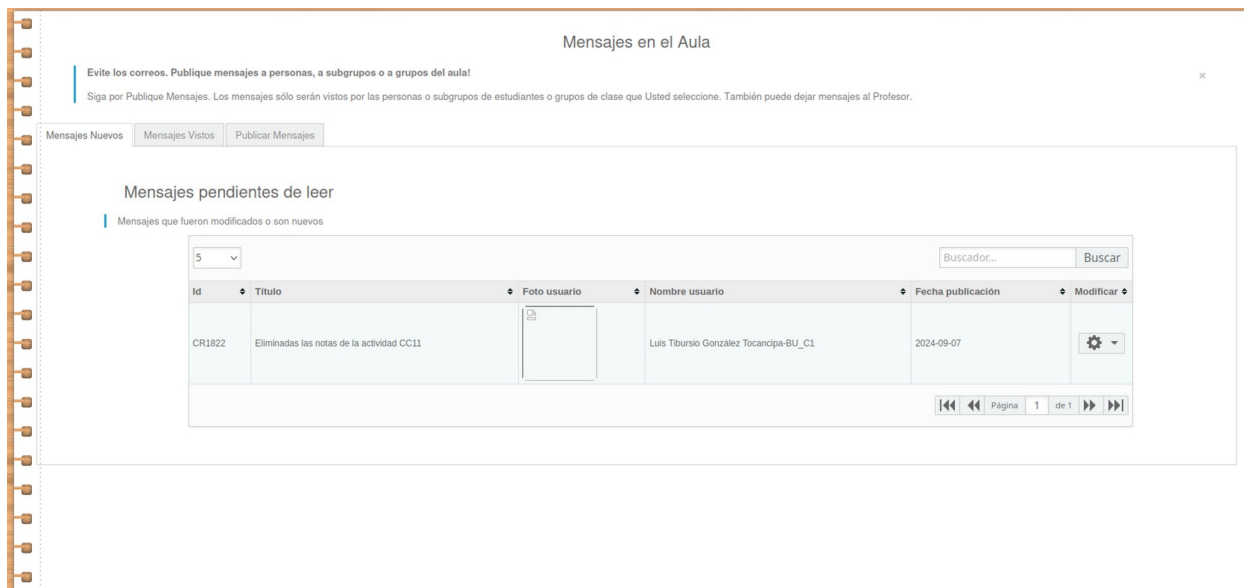 Mensajes en el Aula
Evite los correos. Publique mensajes a personas, a subgrupos o a grupos del aula!
×
Siga por Publique Mensajes. Los mensajes sólo serán vistos por las personas o subgrupos de estudiantes o grupos de clase que Usted seleccione. También puede dejar mensajes al Profesor.
Mensajes Nuevos Mensajes Vistos Publicar Mensajes
Mensajes pendientes de leer
Mensajes que fueron modificados o son nuevos
5 Buscador... Buscar
Id Título Foto usuario Nombre usuario Fecha publicación Modificar
CR1822 Eliminadas las notas de la actividad CC11 Luis Tibursio González Tocancipa-BU_C1 2024-09-07
Página 1 de 1